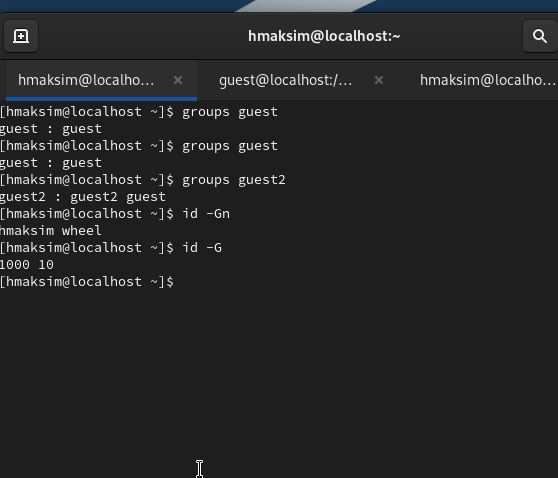 hmaksim@localhost:~
hmaksim@localho...
guest@localhost:/...
hmaksim@localho...
[hmaksim@localhost ~]$ groups guest
guest : guest
[hmaksim@localhost ~]$ groups guest
guest : guest
[hmaksim@localhost ~]$ groups guest2
guest2 : guest2 guest
[hmaksim@localhost ~]$ id -Gn
hmaksim wheel
[hmaksim@localhost ~]$ id -G
1000 10
[hmaksim@localhost ~]$